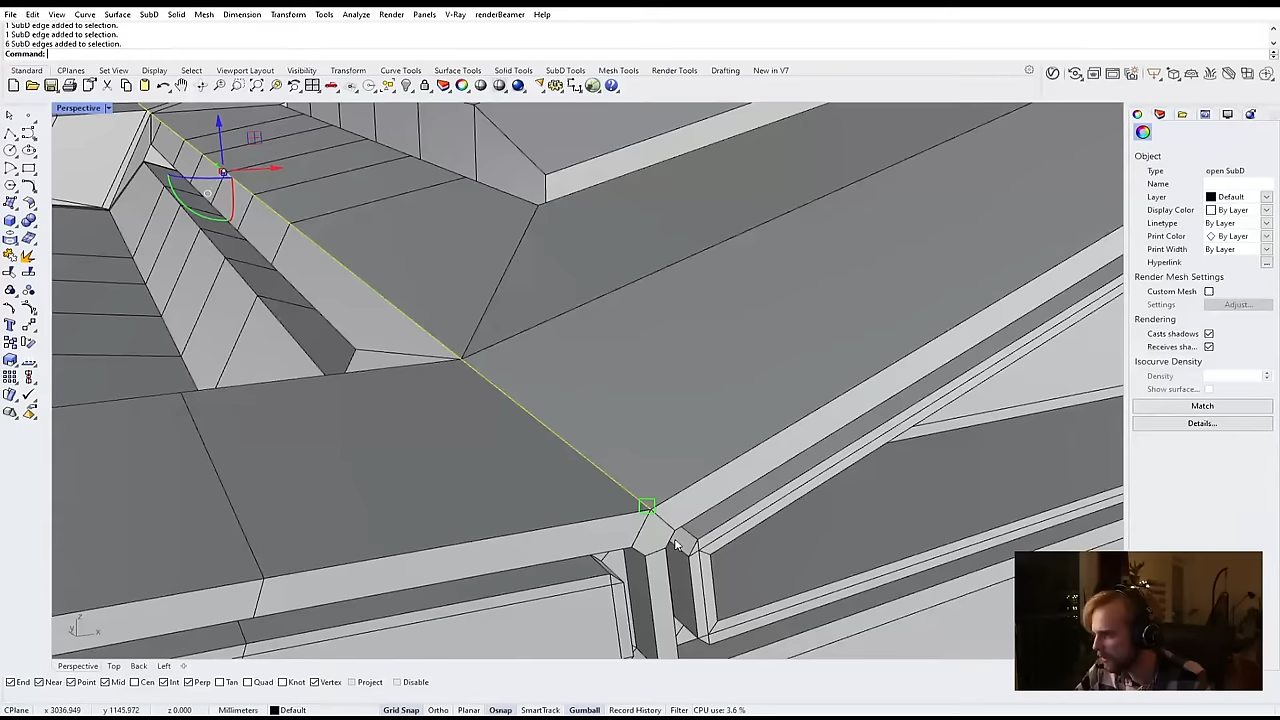 File Edit View Curve Surface SubD Solid Mesh Dimension Transform Tools Analyze Render Panels V-Ray renderBeamer Help
1 SubD edge added to selection.
1 SubD edge added to selection.
6 SubD edges added to selection.
Command:
Standard CPlanes Set View Display Select Viewport Layout Visibility Transform Curve Tools Surface Tools Solid Tools SubD Tools Mesh Tools Render Tools Drafting New in V7
Perspective
Object
Type open SubD
Name
Layer Default
Display Color By Layer
Linetype By Layer
Print Color By Layer
Print Width By Layer
Hyperlink ...
Render Mesh Settings
Custom Mesh
Settings Adjust...
Rendering
Casts shadows
Receives sha...
Isocurve Density
Density
Show surface...
Match
Details...
z
y x
Perspective Top Back Left
End Near Point Mid Cen Int Perp Tan Quad Knot Vertex Project Disable
CPlane x 3036.949 y 1145.972 z 0.000 Millimeters Default Grid Snap Ortho Planar Osnap SmartTrack Gumball Record History Filter CPU use: 3.6 %